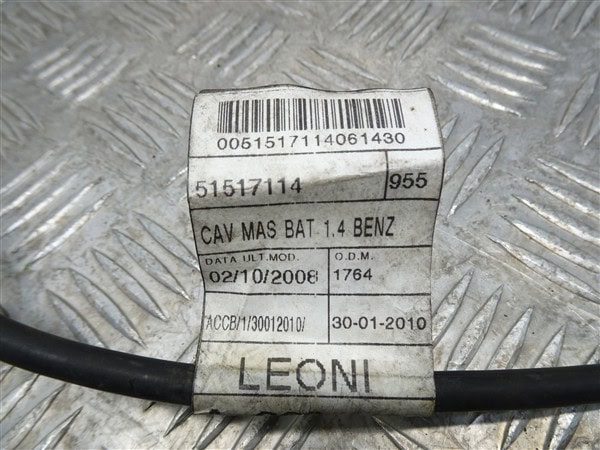 0051517114061430
51517114 955
CAV MAS BAT 1.4 BENZ
DATA ULT.MOD. O.D.M.
02/10/2008 1764
ACCB/1/30012010/ 30-01-2010
LEONI